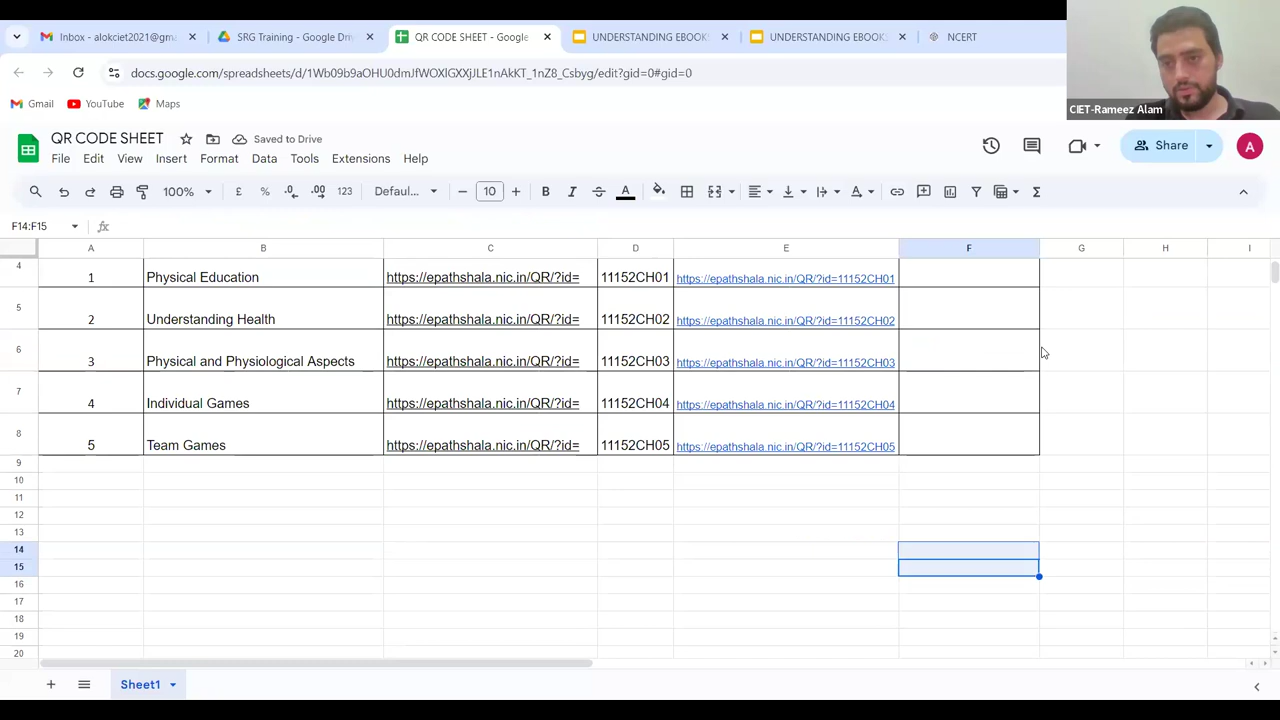 Inbox - alokciet2021@gma
SRG Training - Google Driv
QR CODE SHEET - Google
UNDERSTANDING EBOOKS
UNDERSTANDING EBOOKS
NCERT
docs.google.com/spreadsheets/d/1Wb09b9aOHU0dmJfWOXlGXXjJLE1nAkKT_1nZ8_Csbyg/edit?gid=0#gid=0
Gmail
YouTube
Maps
CIET-Rameez Alam
QR CODE SHEET
Saved to Drive
File Edit View Insert Format Data Tools Extensions Help
Share
A
100% £ % .0 .00 123 Defaul... 10 B I S A
F14:F15 fx
A B C D E F G H I
4 1 Physical Education https://epathshala.nic.in/QR/?id= 11152CH01 https://epathshala.nic.in/QR/?id=11152CH01
5 2 Understanding Health https://epathshala.nic.in/QR/?id= 11152CH02 https://epathshala.nic.in/QR/?id=11152CH02
6 3 Physical and Physiological Aspects https://epathshala.nic.in/QR/?id= 11152CH03 https://epathshala.nic.in/QR/?id=11152CH03
7 4 Individual Games https://epathshala.nic.in/QR/?id= 11152CH04 https://epathshala.nic.in/QR/?id=11152CH04
8 5 Team Games https://epathshala.nic.in/QR/?id= 11152CH05 https://epathshala.nic.in/QR/?id=11152CH05
9
10
11
12
13
14
15
16
17
18
19
20
Sheet1